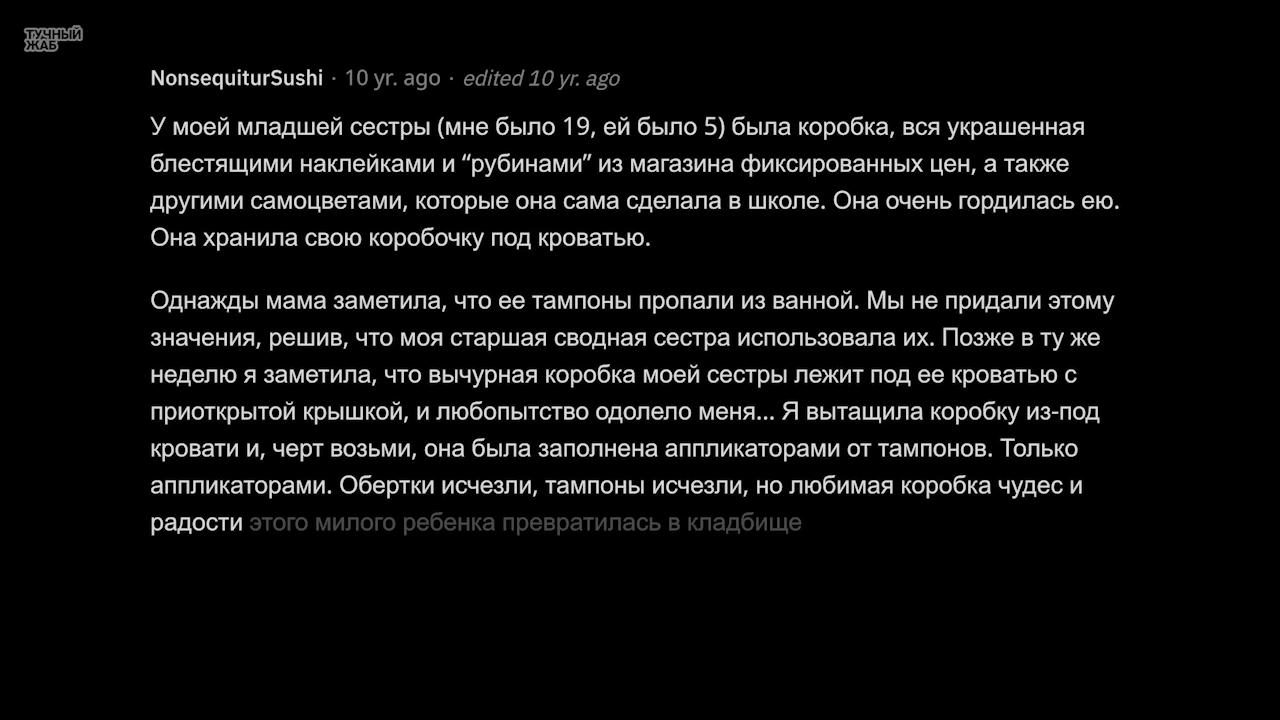 ТУЧНЫЙ
ЖАБ
NonsequiturSushi · 10 yr. ago · edited 10 yr. ago
У моей младшей сестры (мне было 19, ей было 5) была коробка, вся украшенная
блестящими наклейками и “рубинами” из магазина фиксированных цен, а также
другими самоцветами, которые она сама сделала в школе. Она очень гордилась ею.
Она хранила свою коробочку под кроватью.
Однажды мама заметила, что ее тампоны пропали из ванной. Мы не придали этому
значения, решив, что моя старшая сводная сестра использовала их. Позже в ту же
неделю я заметила, что вычурная коробка моей сестры лежит под ее кроватью с
приоткрытой крышкой, и любопытство одолело меня... Я вытащила коробку из-под
кровати и, черт возьми, она была заполнена аппликаторами от тампонов. Только
аппликаторами. Обертки исчезли, тампоны исчезли, но любимая коробка чудес и
радости этого милого ребенка превратилась в кладбище